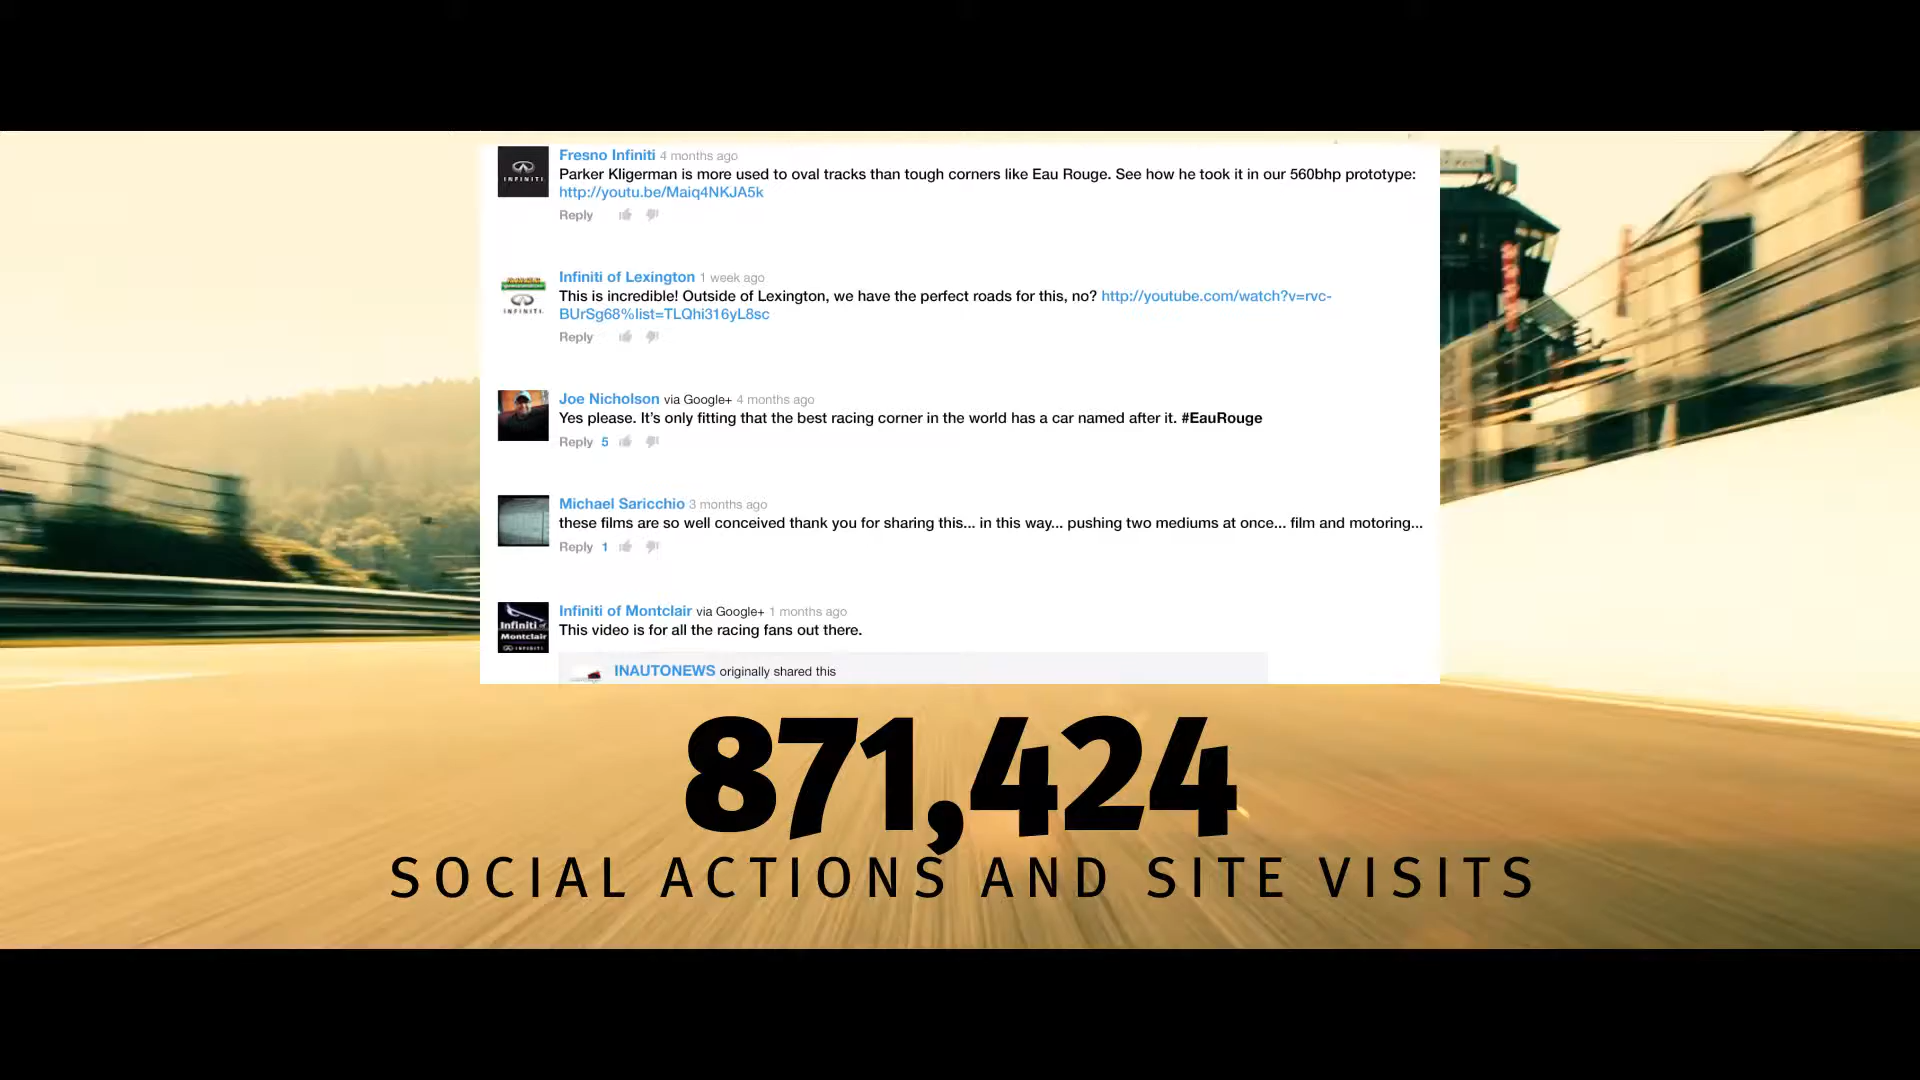 Fresno Infiniti 4 months ago
Parker Kligerman is more used to oval tracks than tough corners like Eau Rouge. See how he took it in our 560bhp prototype:
http://youtu.be/Maiq4NKJA5k
Reply
INFINITI
Infiniti of Lexington 1 week ago
This is incredible! Outside of Lexington, we have the perfect roads for this, no? http://youtube.com/watch?v=rvc-
BUrSg68%list=TLQhi316yL8sc
Reply
INFINITI
Joe Nicholson via Google+ 4 months ago
Yes please. It's only fitting that the best racing corner in the world has a car named after it. #EauRouge
Reply 5
Michael Saricchio 3 months ago
these films are so well conceived thank you for sharing this... in this way... pushing two mediums at once... film and motoring...
Reply 1
Infiniti of Montclair via Google+ 1 months ago
This video is for all the racing fans out there.
Infiniti of
Montclair
INFINITI
INAUTONEWS originally shared this
871,424
SOCIAL ACTIONS AND SITE VISITS